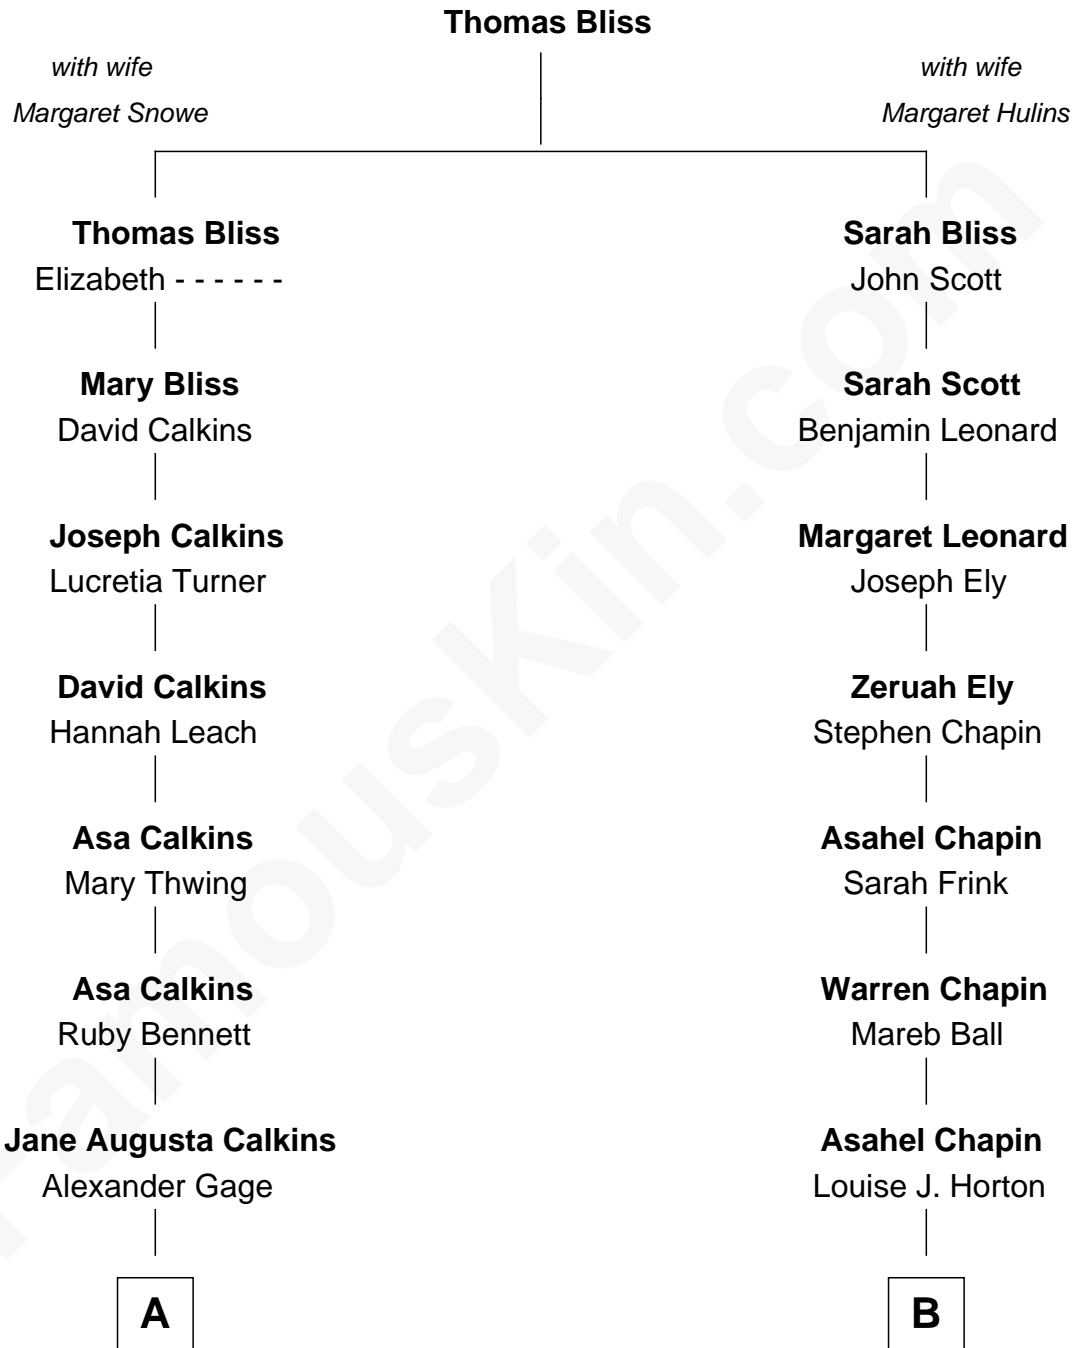 Thomas Bliss
with wife
Margaret Snowe
with wife
Margaret Hulins
Thomas Bliss
Elizabeth - - - - - -
Mary Bliss
David Calkins
Joseph Calkins
Lucretia Turner
David Calkins
Hannah Leach
Asa Calkins
Mary Thwing
Asa Calkins
Ruby Bennett
Jane Augusta Calkins
Alexander Gage
A
Sarah Bliss
John Scott
Sarah Scott
Benjamin Leonard
Margaret Leonard
Joseph Ely
Zeruah Ely
Stephen Chapin
Asahel Chapin
Sarah Frink
Warren Chapin
Mareb Ball
Asahel Chapin
Louise J. Horton
B
FamousKin.com